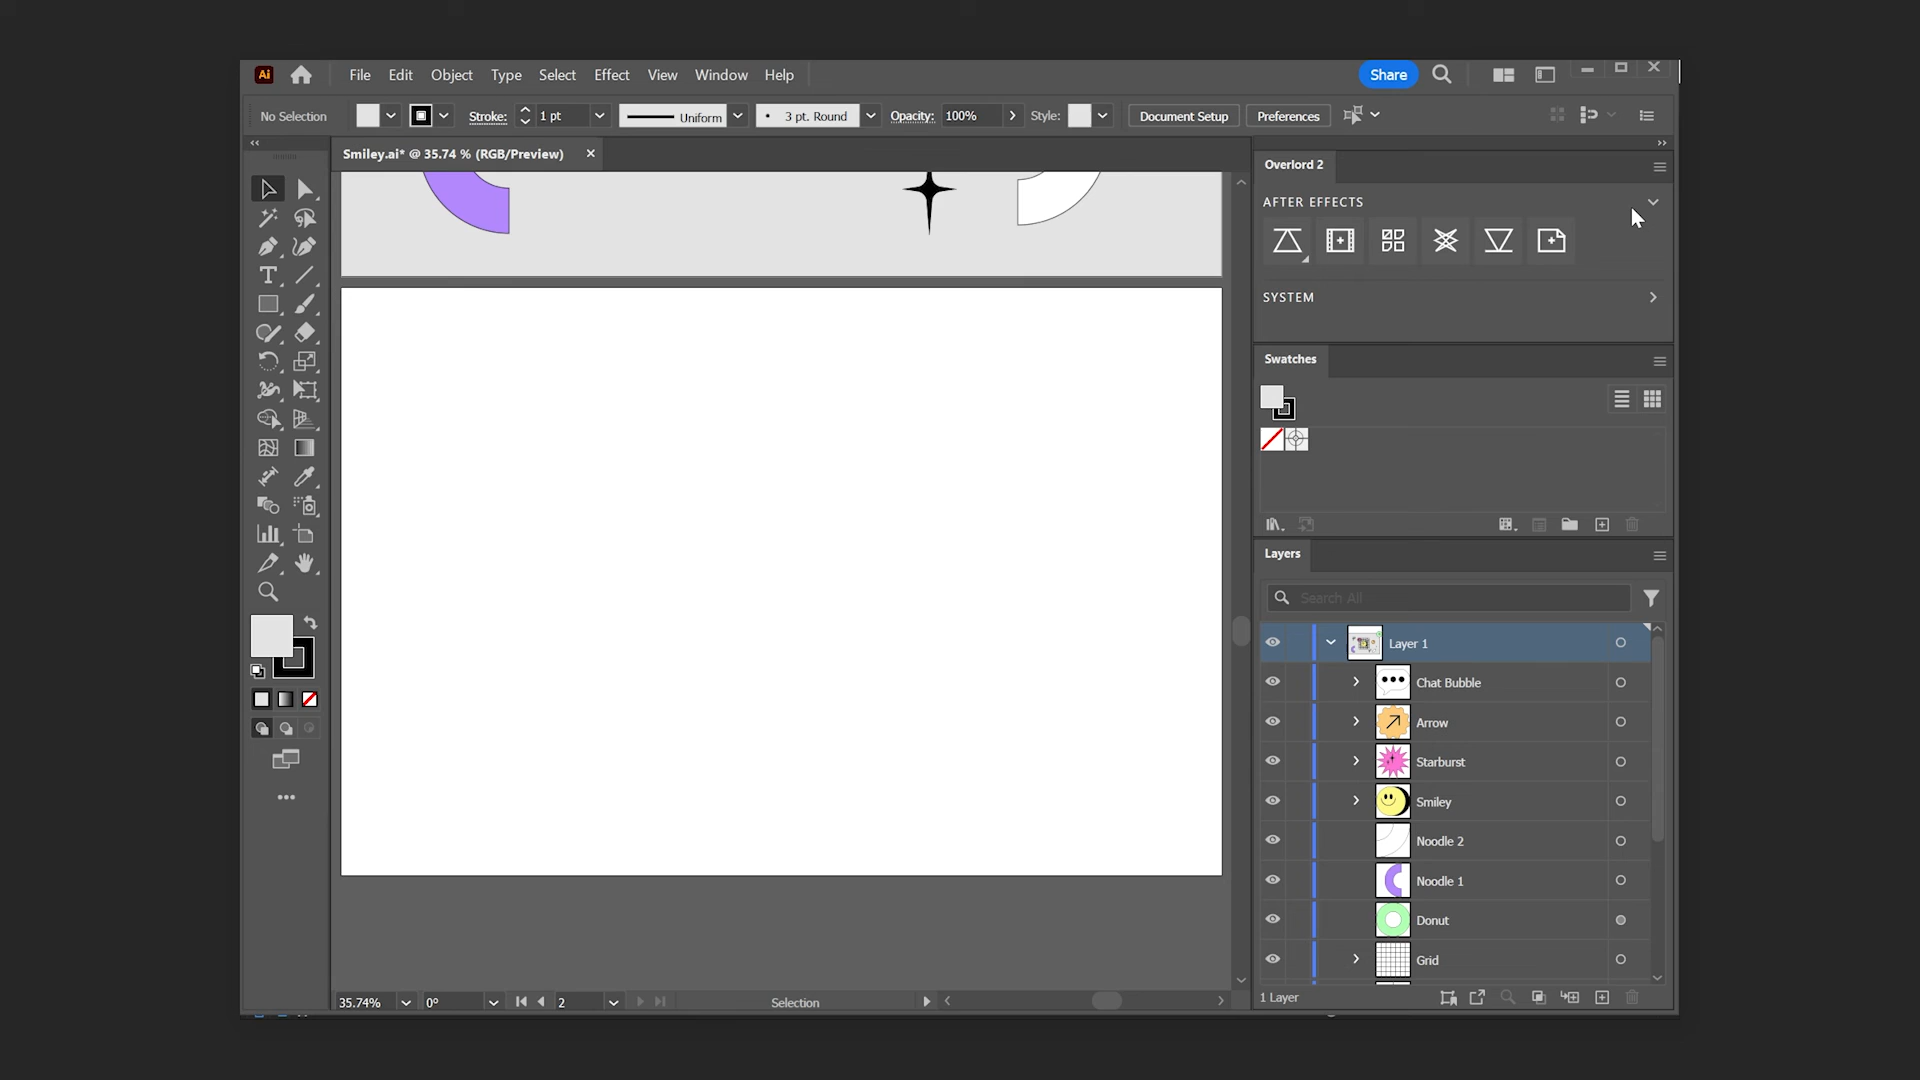 Ai
File Edit Object Type Select Effect View Window Help
Share
No Selection
Stroke: 1 pt
Uniform
• 3 pt. Round
Opacity: 100%
Style:
Document Setup
Preferences
Smiley.ai* @ 35.74 % (RGB/Preview)
Overlord 2
AFTER EFFECTS
SYSTEM
Swatches
Layers
Search All
Layer 1
Chat Bubble
Arrow
Starburst
Smiley
Noodle 2
Noodle 1
Donut
Grid
35.74%
0°
2
Selection
1 Layer